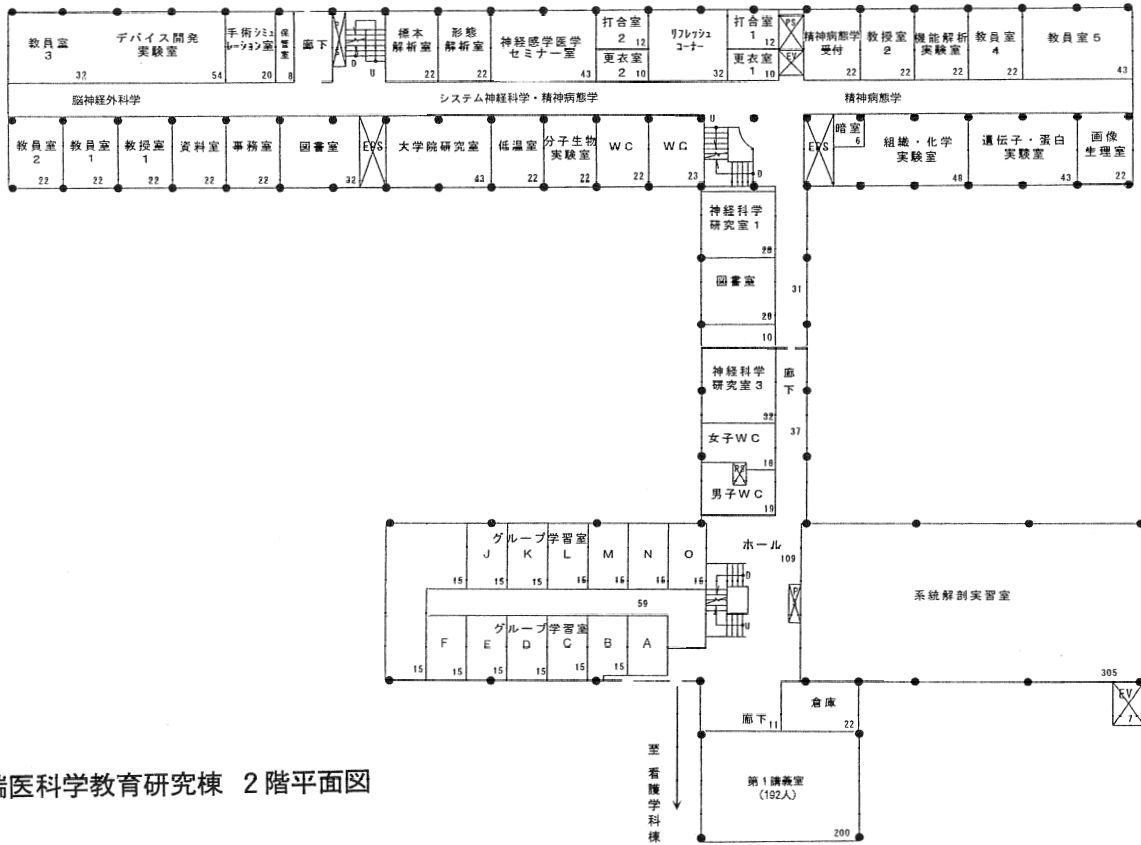 教員室
3
32
デバイス開発
実験室
54
手術シミュ
レーション室
20
保管室
8
廊下
D
U
標本
解析室
22
形態
解析室
22
神経感学医学
セミナー室
43
打合室
2
12
更衣室
2
10
リフレッシュ
コーナー
32
打合室
1
12
更衣室
1
10
PS
EV
精神病態学
受付
22
教授室
2
22
機能解析
実験室
22
教員室
4
22
教員室5
43
脳神経外科学
システム神経科学・精神病態学
精神病態学
教員室
2
22
教員室
1
22
教授室
1
22
資料室
22
事務室
22
図書室
32
EPS
大学院研究室
43
低温室
22
分子生物
実験室
22
WC
22
WC
23
U
D
EPS
暗室
6
組織・化学
実験室
48
遺伝子・蛋白
実験室
43
画像
生理室
22
神経科学
研究室1
28
図書室
28
31
10
神経科学
研究室3
32
廊下
37
女子WC
18
PS
男子WC
19
グループ学習室
J
15
K
15
L
15
M
15
N
15
O
15
15
ホール
109
D
U
59
グループ学習室
F
15
E
15
D
15
C
15
B
15
A
15
系統解剖実習室
305
EV
7
倉庫
22
廊下
11
至 看護学科棟
第1講義室
(192人)
200
医科学教育研究棟 2階平面図